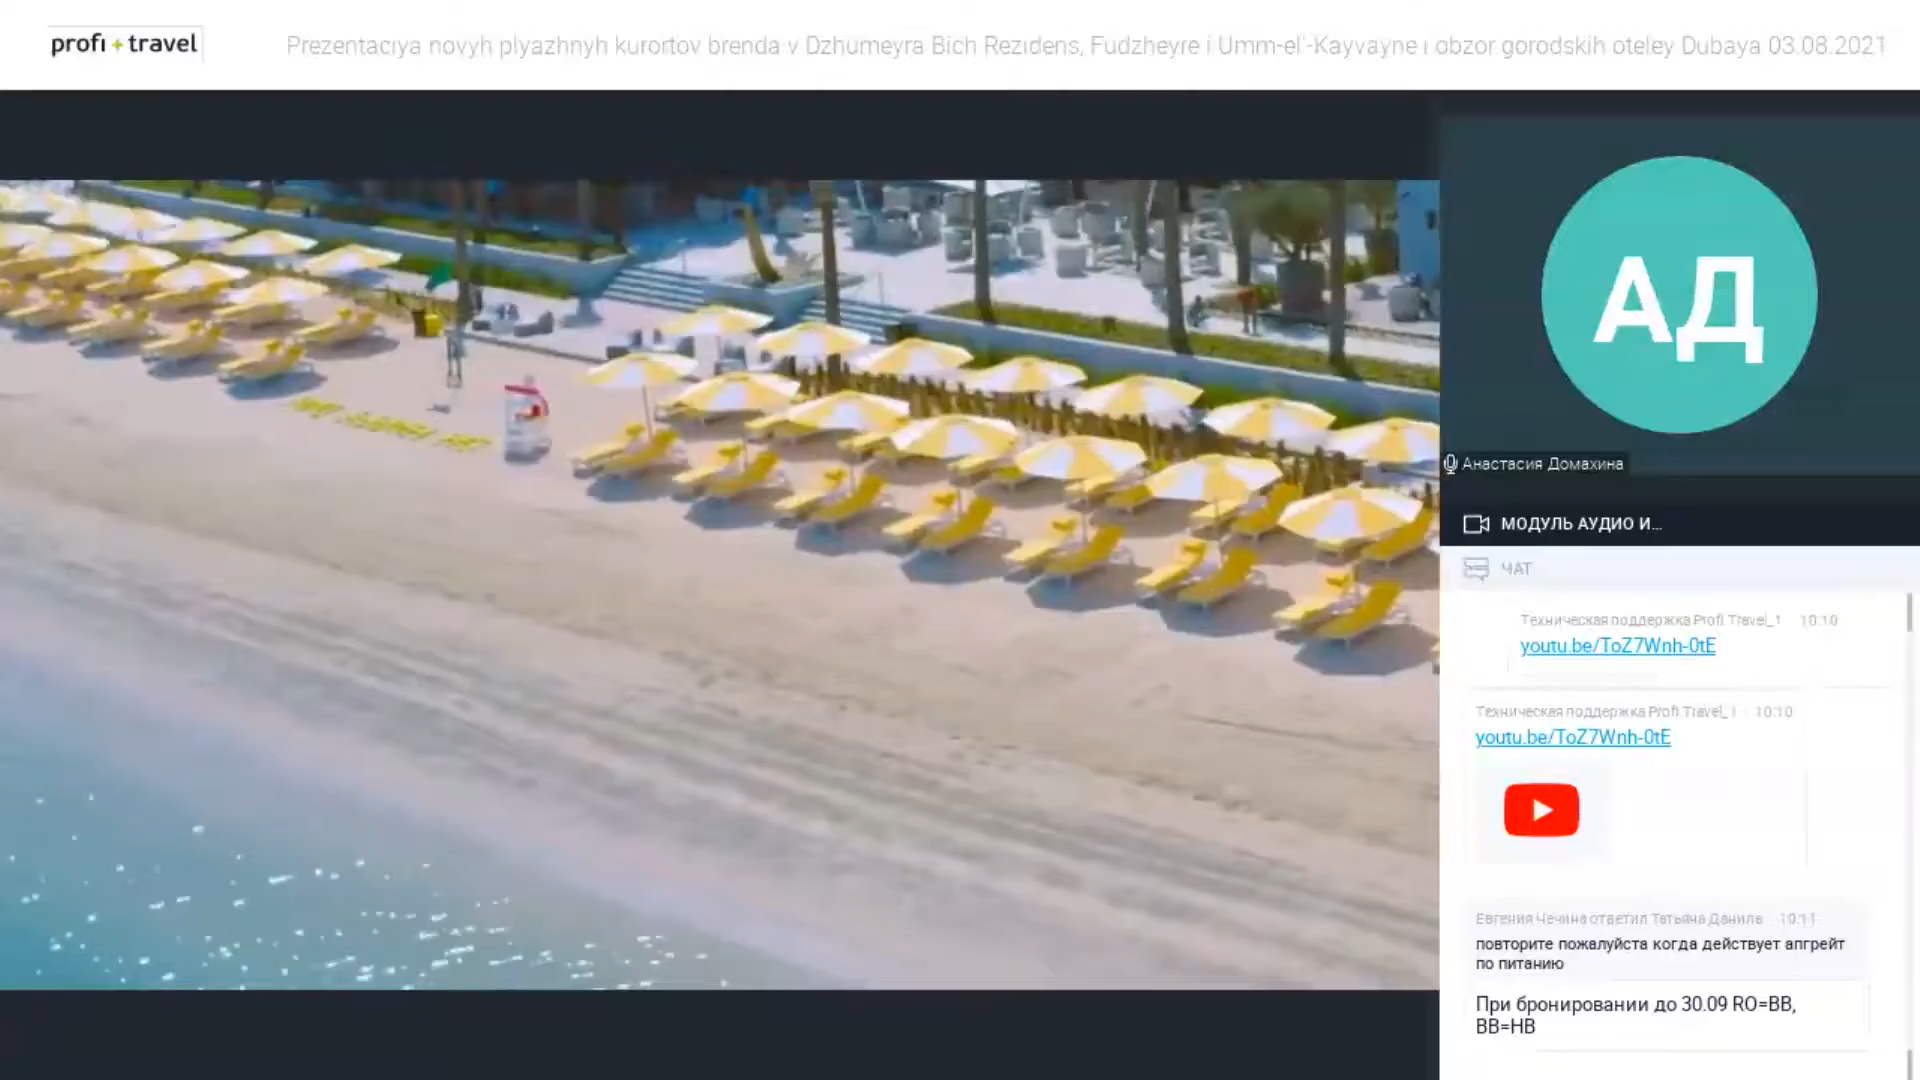 profi travel
Prezentaciya novyh plyazhnyh kurortov brenda v Dzhumeyra Bich Rezidens, Fudzheyre i Umm-el'-Kayvayne i obzor gorodskih oteley Dubaya 03.08.2021
АД
Анастасия Домахина
МОДУЛЬ АУДИО И...
ЧАТ
Техническая поддержка Profi.Travel_1 10:10
youtu.be/ToZ7Wnh-0tE
Техническая поддержка Profi.Travel_1 10:10
youtu.be/ToZ7Wnh-0tE
Евгения Чечина ответил Татьяна Даниле 10:11
повторите пожалуйста когда действует апгрейт
по питанию
При бронировании до 30.09 RO=BB,
BB=HB